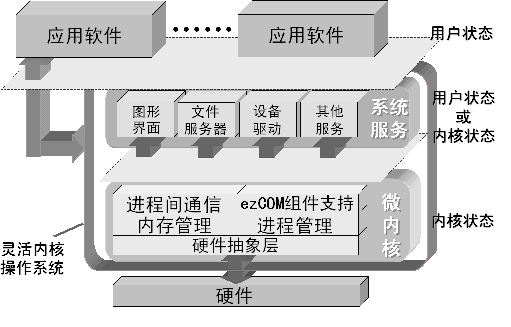 应用软件 ...... 应用软件
用户状态
图形
界面
文件
服务器
设备
驱动
其他
服务
系统
服务
用户状态
或
内核状态
进程间通信 ezCOM组件支持
内存管理 进程管理
硬件抽象层
微
内
核
内核状态
灵活内核
操作系统
硬件